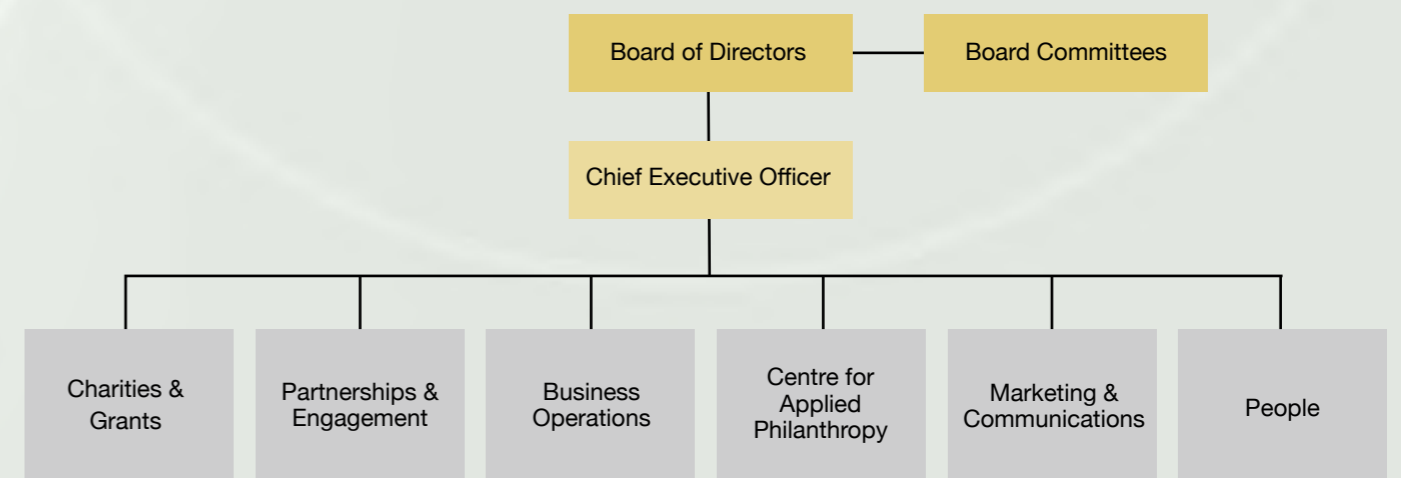 Board of Directors
Board Committees
Chief Executive Officer
Charities &
Grants
Partnerships &
Engagement
Business
Operations
Centre for
Applied
Philanthropy
Marketing &
Communications
People